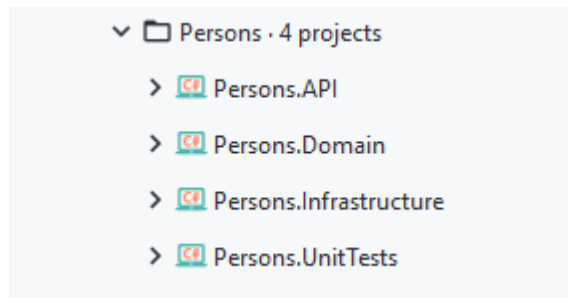 Persons · 4 projects
C# Persons.API
C# Persons.Domain
C# Persons.Infrastructure
C# Persons.UnitTests